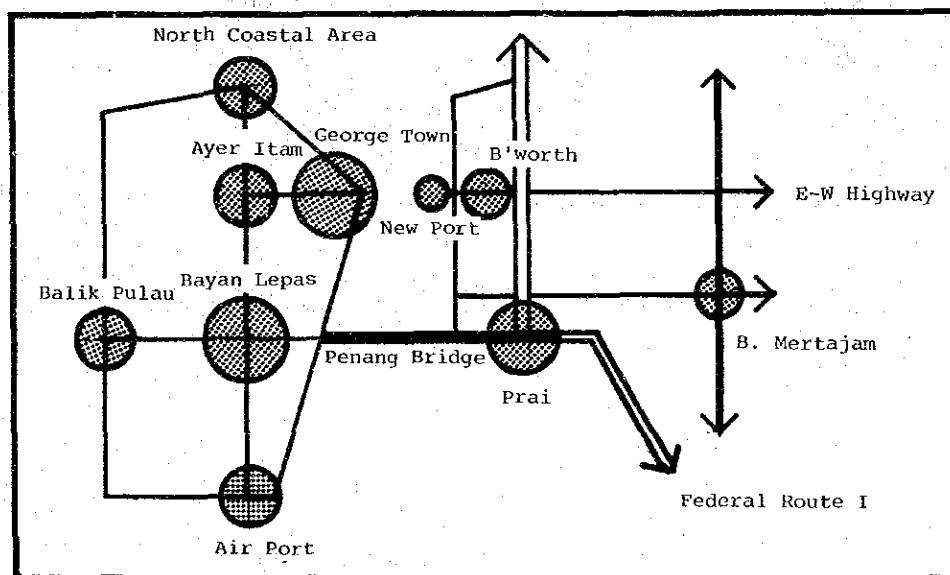 North Coastal Area
George Town
Ayer Itam
B'worth
E-W Highway
New Port
Bayan Lepas
Balik Pulau
Penang Bridge
B. Mertajam
Prai
Federal Route I
Air Port